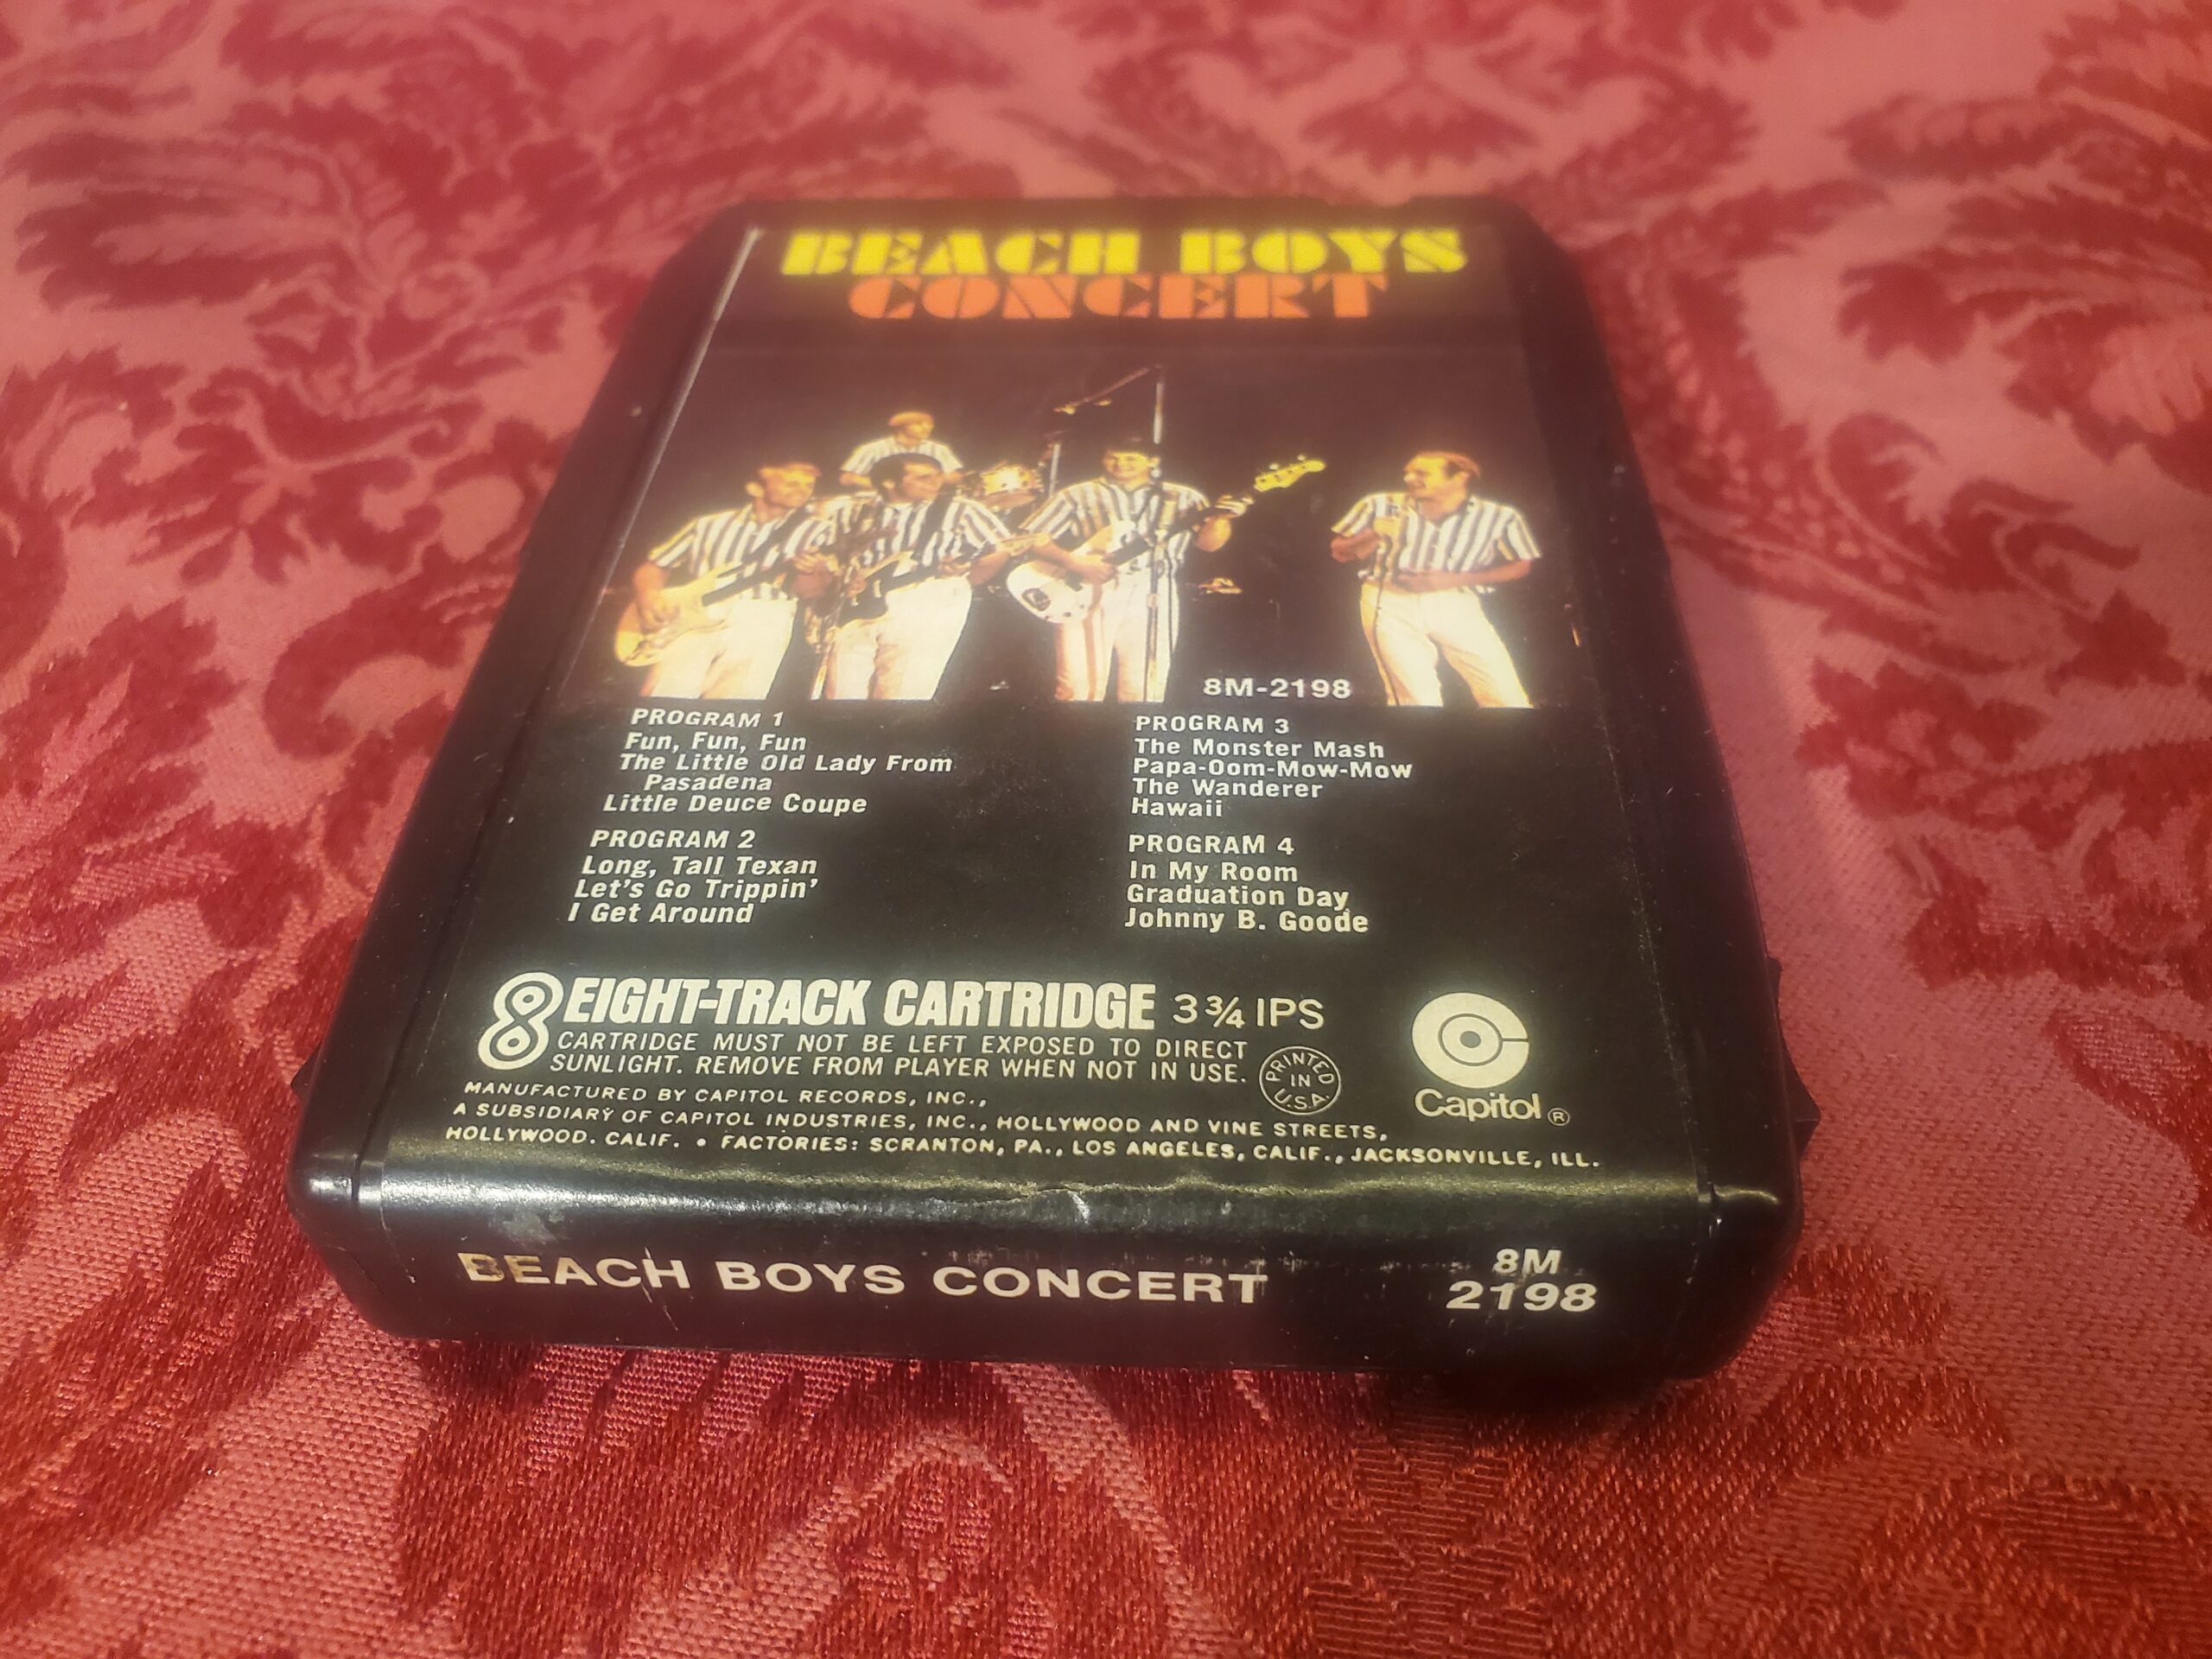 BEACH BOYS
CONCERT
8M-2198
PROGRAM 1
Fun, Fun, Fun
The Little Old Lady From
Pasadena
Little Deuce Coupe
PROGRAM 2
Long, Tall Texan
Let's Go Trippin'
I Get Around
PROGRAM 3
The Monster Mash
Papa-Oom-Mow-Mow
The Wanderer
Hawaii
PROGRAM 4
In My Room
Graduation Day
Johnny B. Goode
8 EIGHT-TRACK CARTRIDGE 3 3/4 IPS
CARTRIDGE MUST NOT BE LEFT EXPOSED TO DIRECT
SUNLIGHT. REMOVE FROM PLAYER WHEN NOT IN USE.
PRINTED
IN
U.S.A.
Capitol ®
MANUFACTURED BY CAPITOL RECORDS, INC.,
A SUBSIDIARY OF CAPITOL INDUSTRIES, INC., HOLLYWOOD AND VINE STREETS,
HOLLYWOOD. CALIF. • FACTORIES: SCRANTON, PA., LOS ANGELES, CALIF., JACKSONVILLE, ILL.
BEACH BOYS CONCERT
8M
2198